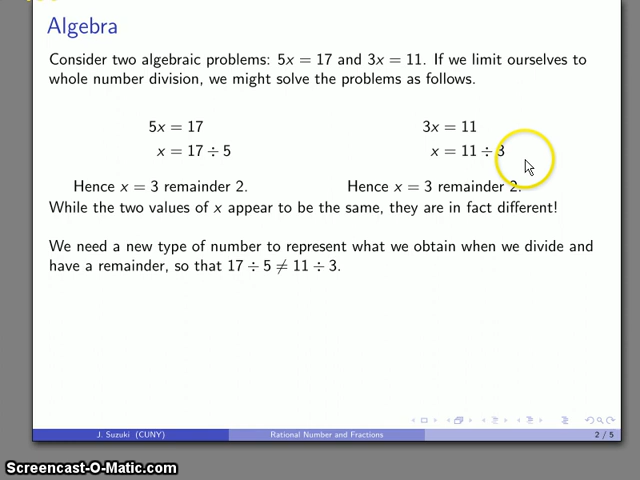 Algebra
Consider two algebraic problems: 5x = 17 and 3x = 11. If we limit ourselves to
whole number division, we might solve the problems as follows.
5x = 17
x = 17 ÷ 5
Hence x = 3 remainder 2.
3x = 11
x = 11 ÷ 3
Hence x = 3 remainder 2.
While the two values of x appear to be the same, they are in fact different!
We need a new type of number to represent what we obtain when we divide and
have a remainder, so that 17 ÷ 5 ≠ 11 ÷ 3.
J. Suzuki (CUNY)
Rational Number and Fractions
2 / 5
Screencast-O-Matic.com